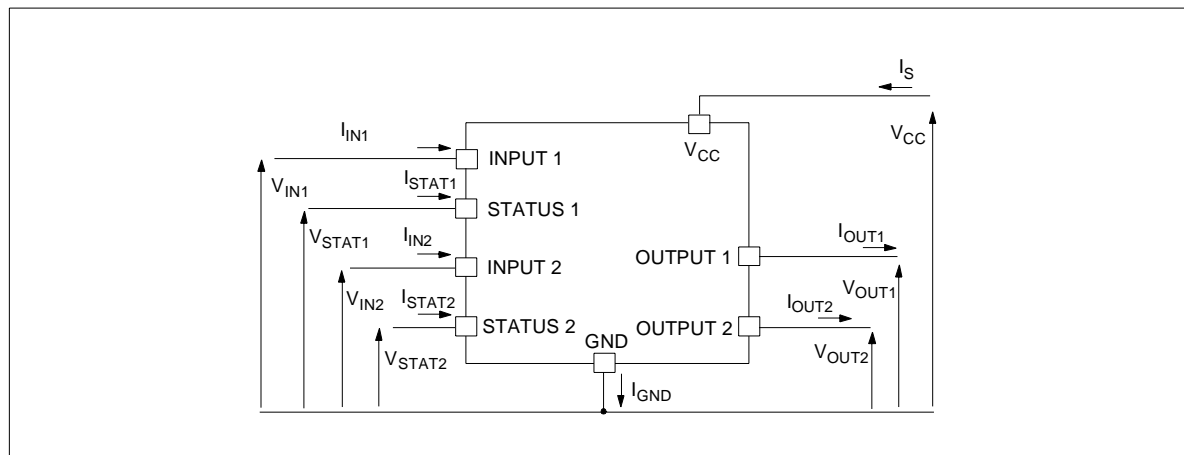 I_S
V_CC
V_CC
I_IN1
INPUT 1
V_IN1
I_STAT1
STATUS 1
V_STAT1
I_IN2
INPUT 2
OUTPUT 1
I_OUT1
V_IN2
V_OUT1
I_STAT2
STATUS 2
OUTPUT 2
I_OUT2
GND
V_STAT2
V_OUT2
I_GND